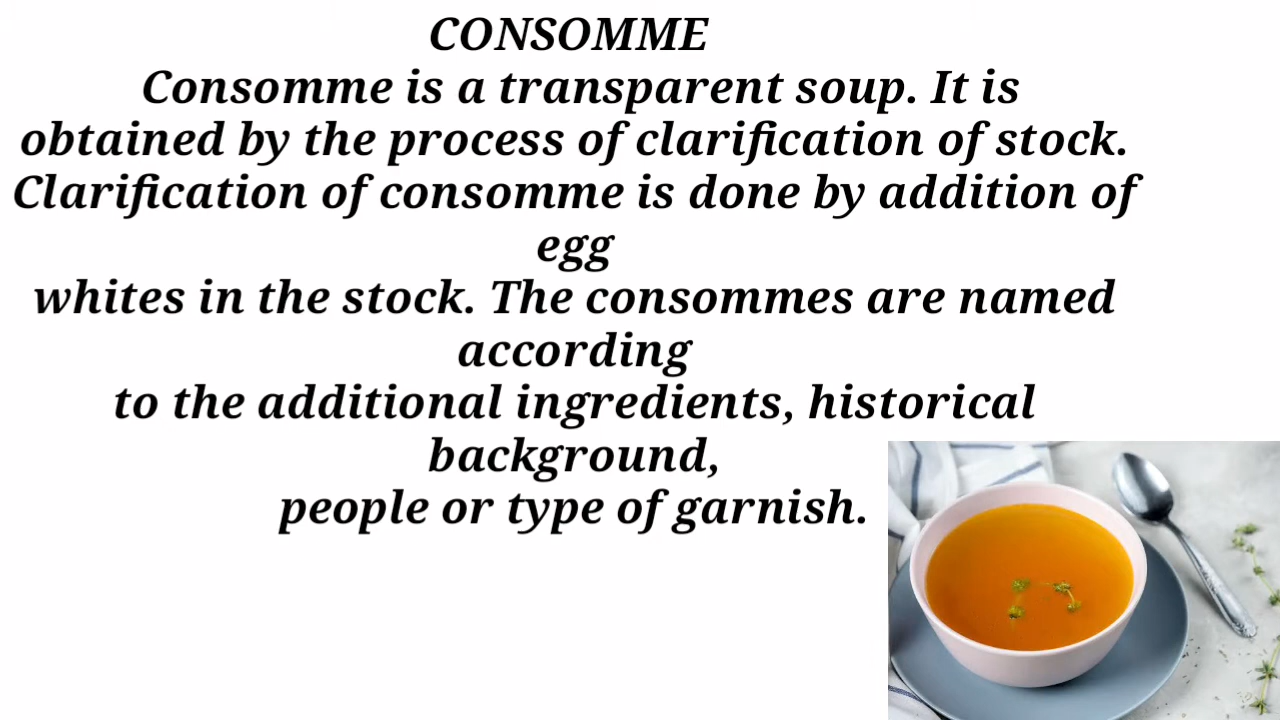 CONSOMME
Consomme is a transparent soup. It is
obtained by the process of clarification of stock.
Clarification of consomme is done by addition of
egg
whites in the stock. The consommes are named
according
to the additional ingredients, historical
background,
people or type of garnish.